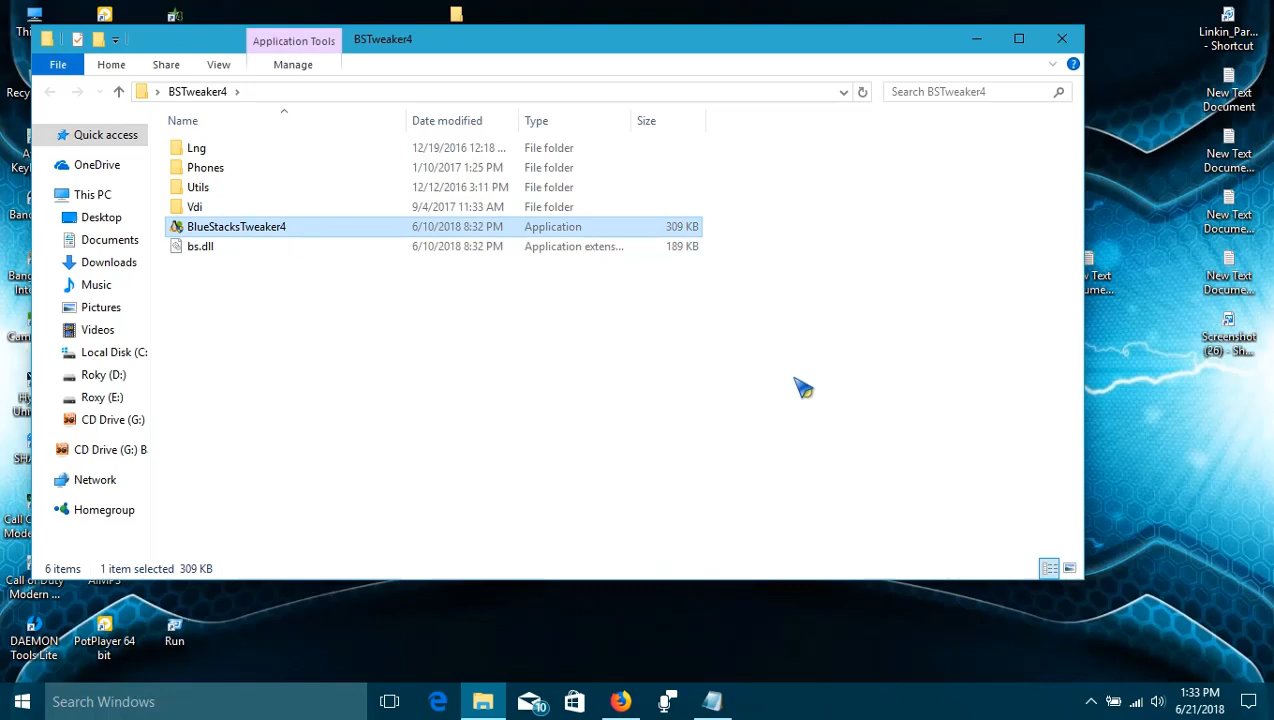 Application Tools
BSTweaker4
File
Home
Share
View
Manage
BSTweaker4
Search BSTweaker4
Name
Date modified
Type
Size
Quick access
OneDrive
This PC
Desktop
Documents
Downloads
Music
Pictures
Videos
Local Disk (C:
Roky (D:)
Roxy (E:)
CD Drive (G:)
CD Drive (G:) B
Network
Homegroup
Lng 12/19/2016 12:18 ... File folder
Phones 1/10/2017 1:25 PM File folder
Utils 12/12/2016 3:11 PM File folder
Vdi 9/4/2017 11:33 AM File folder
BlueStacksTweaker4 6/10/2018 8:32 PM Application 309 KB
bs.dll 6/10/2018 8:32 PM Application extens... 189 KB
6 items 1 item selected 309 KB
Linkin_Par...
- Shortcut
New Text
Document
New Text
Docume...
New Text
Docume...
New Text
Docume...
Screenshot
(26) - Sh...
Call of Duty
Modern ...
DAEMON
Tools Lite
PotPlayer 64
bit
Run
Search Windows
10
1:33 PM
6/21/2018